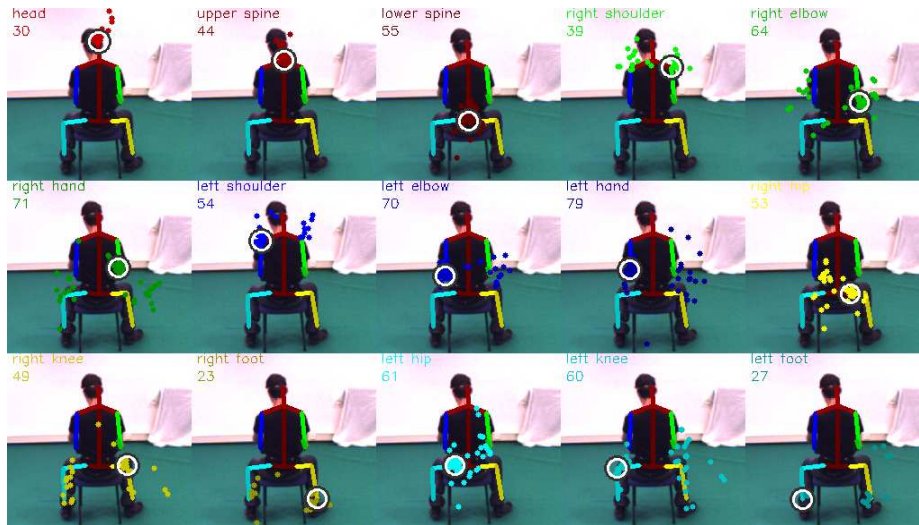 head
30
upper spine
44
lower spine
55
right shoulder
39
right elbow
64
right hand
71
left shoulder
54
left elbow
70
left hand
79
right hip
53
right knee
49
right foot
23
left hip
61
left knee
60
left foot
27